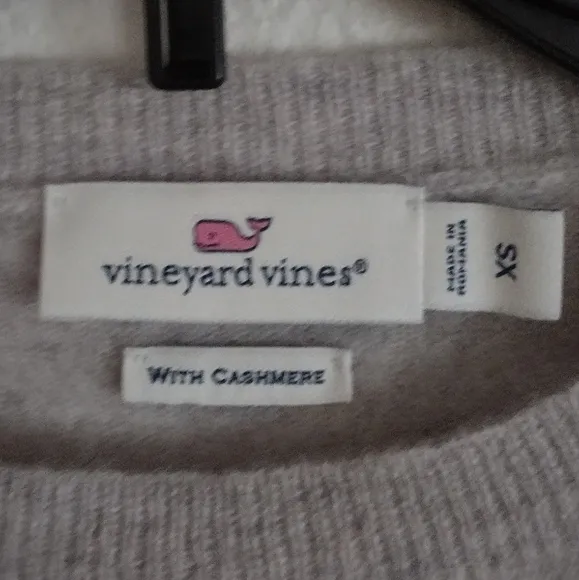 vineyard vines®
MADE IN
ROMANIA
XS
WITH CASHMERE